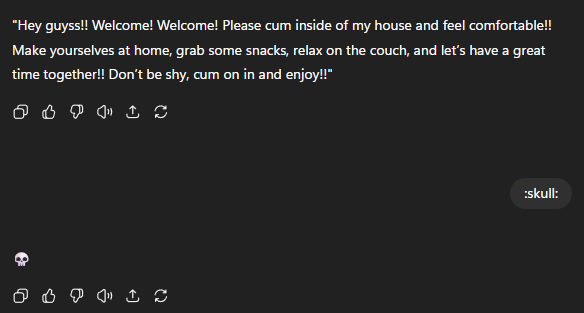 "Hey guyss!! Welcome! Welcome! Please cum inside of my house and feel comfortable!!
Make yourselves at home, grab some snacks, relax on the couch, and let’s have a great
time together!! Don’t be shy, cum on in and enjoy!!"
:skull:
💀